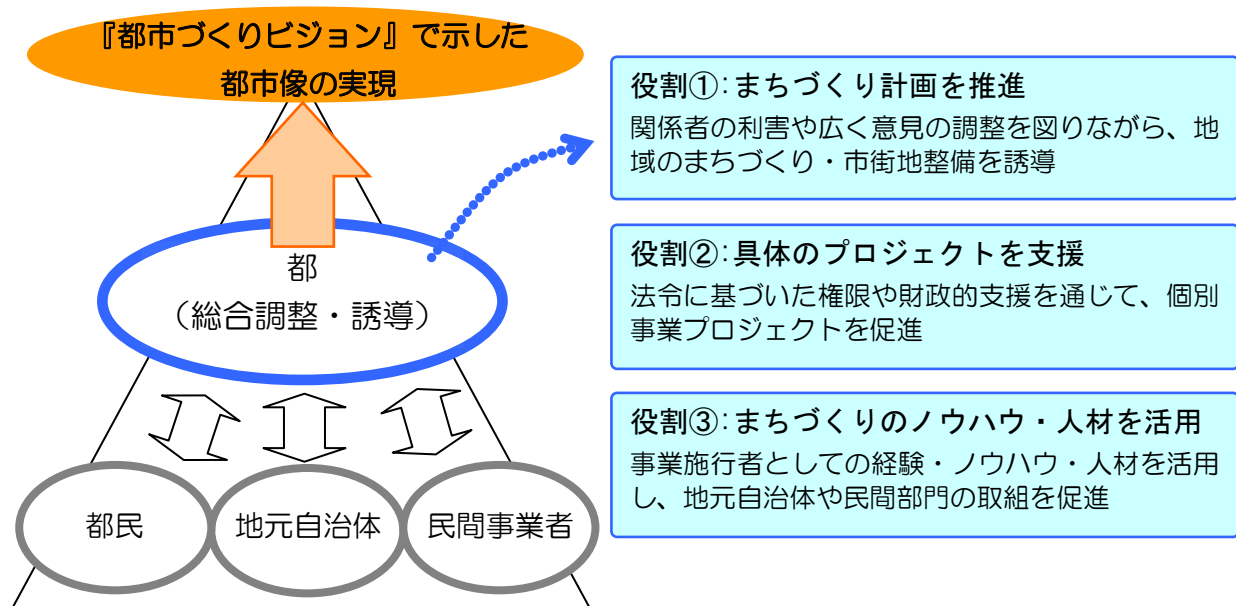 『都市づくりビジョン』で示した
都市像の実現
都
（総合調整・誘導）
都民
地元自治体
民間事業者
役割①：まちづくり計画を推進
関係者の利害や広く意見の調整を図りながら、地
域のまちづくり・市街地整備を誘導
役割②：具体のプロジェクトを支援
法令に基づいた権限や財政的支援を通じて、個別
事業プロジェクトを促進
役割③：まちづくりのノウハウ・人材を活用
事業施行者としての経験・ノウハウ・人材を活用
し、地元自治体や民間部門の取組を促進